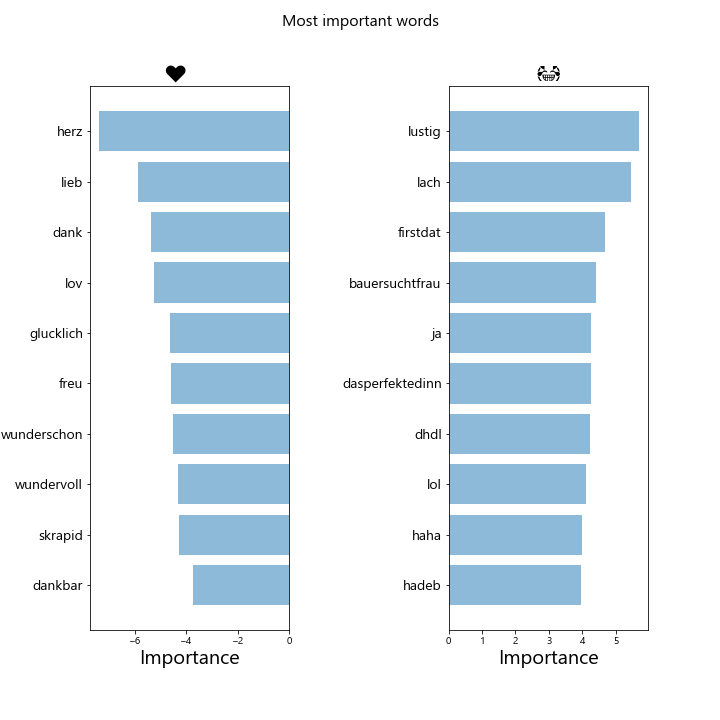 Most important words
♥
herz
lieb
dank
lov
glucklich
freu
wunderschon
wundervoll
skrapid
dankbar
−6 −4 −2 0
Importance
😂
lustig
lach
firstdat
bauersuchtfrau
ja
dasperfektedinn
dhdl
lol
haha
hadeb
0 1 2 3 4 5
Importance